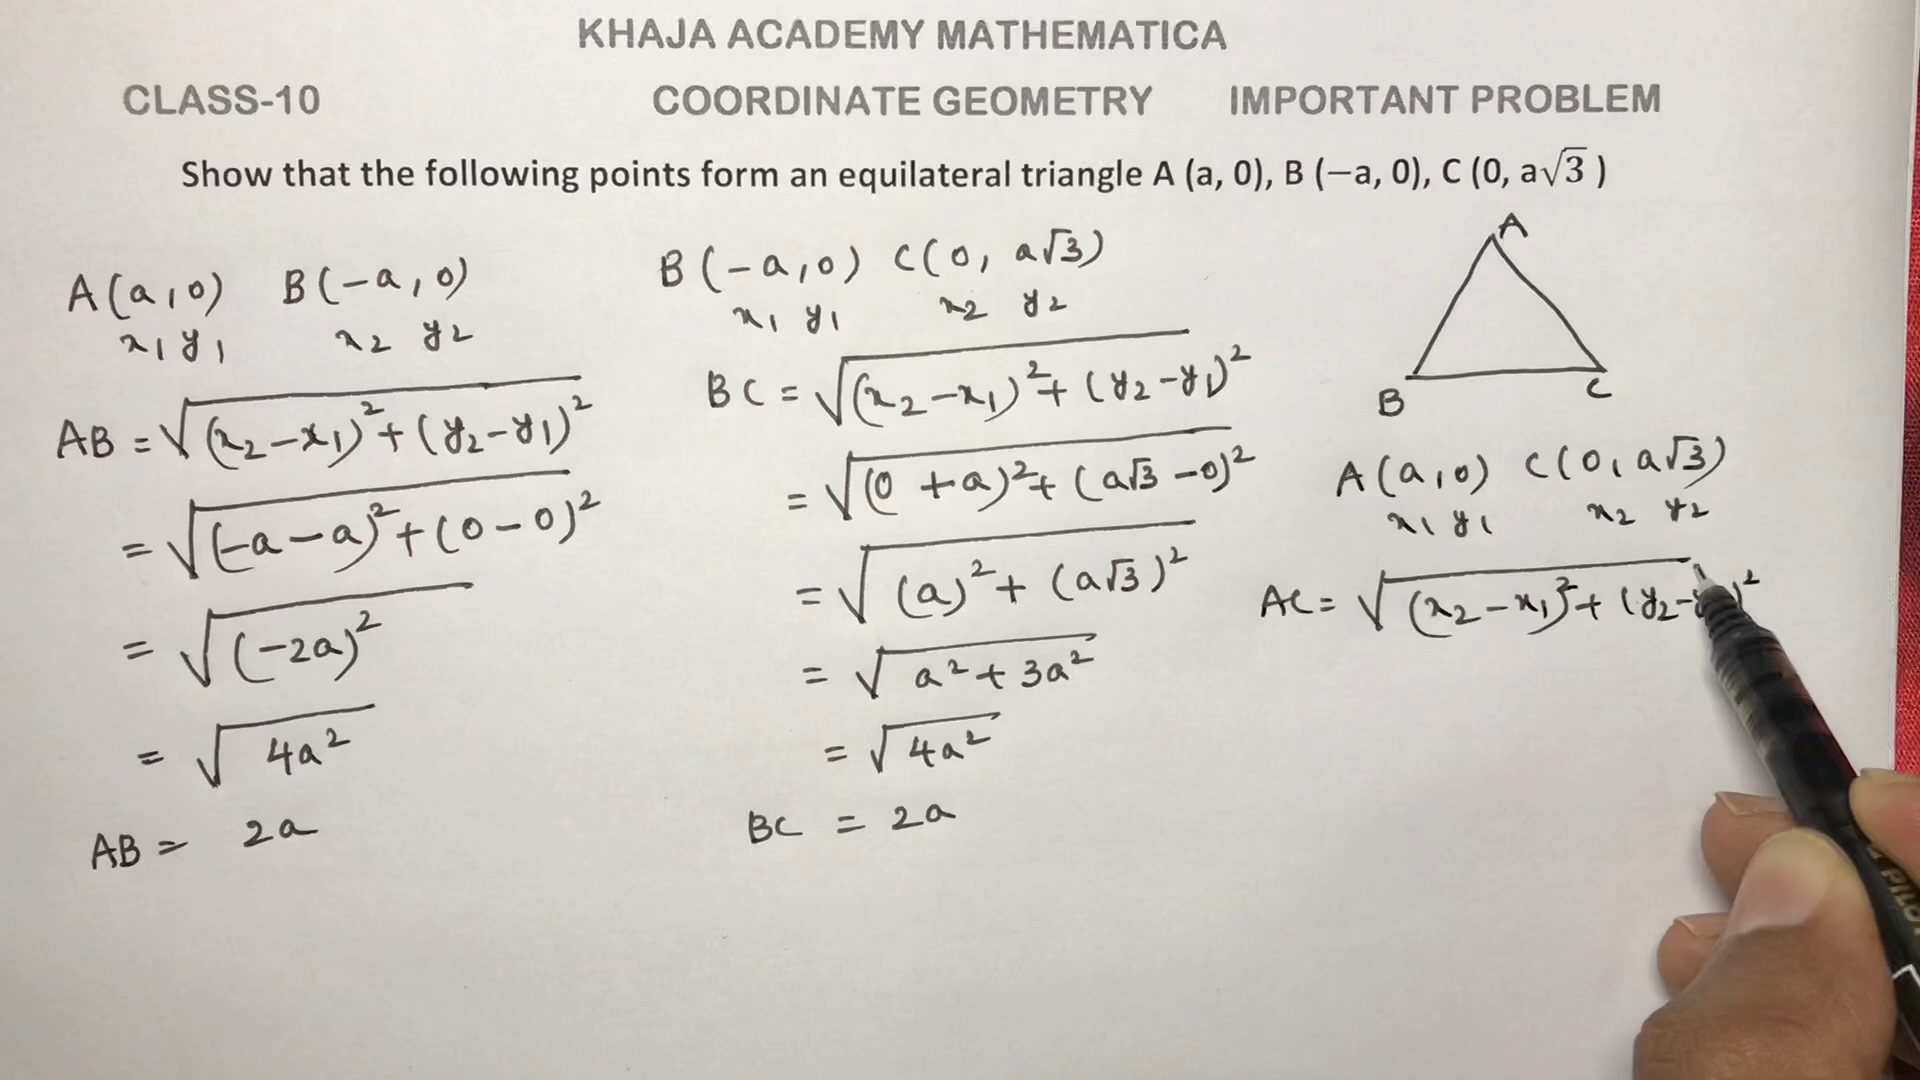 KHAJA ACADEMY MATHEMATICA
CLASS-10 COORDINATE GEOMETRY IMPORTANT PROBLEM
Show that the following points form an equilateral triangle A (a, 0), B (−a, 0), C (0, a√3 )
A(a,0) B(-a,0)
x1 y1 x2 y2
AB = √(x2-x1)²+(y2-y1)²
= √(-a-a)²+(0-0)²
= √(-2a)²
= √4a²
AB = 2a
B(-a,0) C(0, a√3)
x1 y1 x2 y2
BC = √(x2-x1)²+(y2-y1)²
= √(0+a)²+(a√3-0)²
= √(a)²+(a√3)²
= √a²+3a²
= √4a²
BC = 2a
A
B C
A(a,0) C(0,a√3)
x1 y1 x2 y2
AC = √(x2-x1)²+(y2- )²
PILO